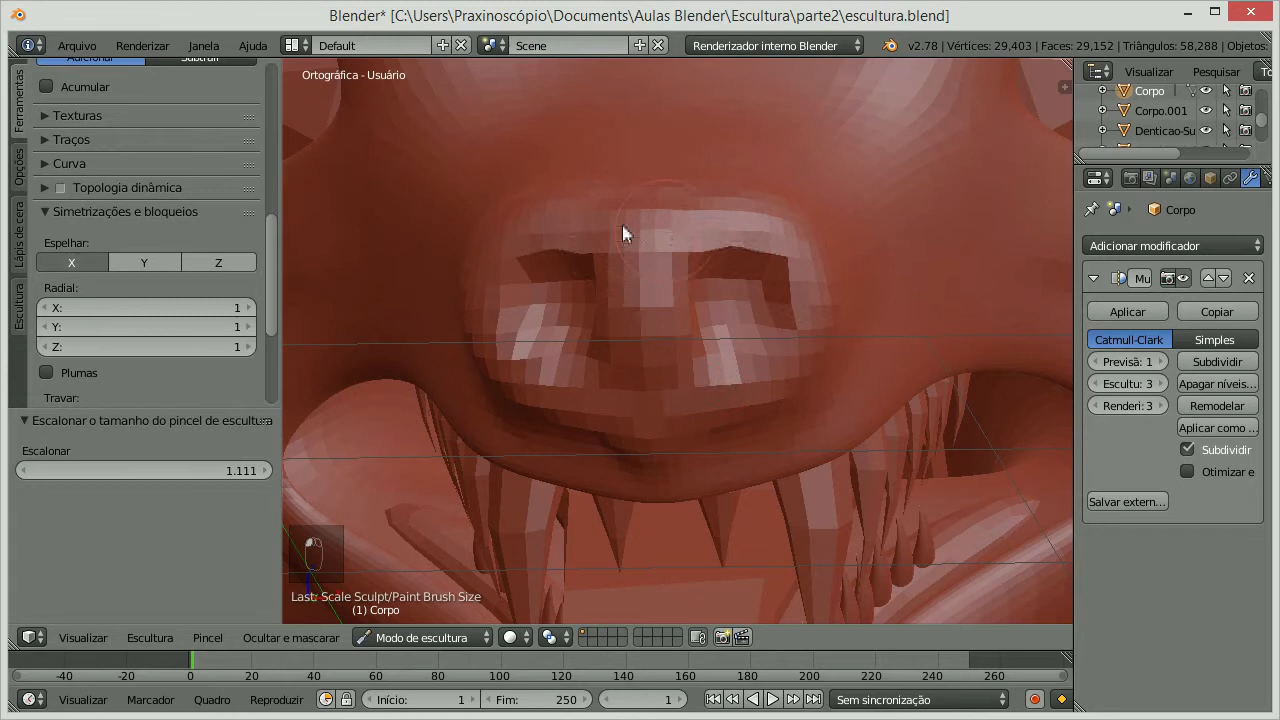 Blender* [C:\Users\Praxinoscópio\Documents\Aulas Blender\Escultura\parte2\escultura.blend]
Arquivo Renderizar Janela Ajuda Default Scene Renderizador interno Blender v2.78 | Vértices: 29,403 | Faces: 29,152 | Triângulos: 58,288 | Objetos:
Ferramentas
Opções
Lápis de cera
Escultura
Adicionar Subtrair
Acumular
Texturas
Traços
Curva
Topologia dinâmica
Simetrizações e bloqueios
Espelhar:
X Y Z
Radial:
X: 1
Y: 1
Z: 1
Plumas
Travar:
Escalonar o tamanho do pincel de escultura
Escalonar
1.111
Ortográfica - Usuário
Last: Scale Sculpt/Paint Brush Size
(1) Corpo
Visualizar Escultura Pincel Ocultar e mascarar Modo de escultura
-40 -20 0 20 40 60 80 100 120 140 160 180 200 220 240 260
Visualizar Marcador Quadro Reproduzir Início: 1 Fim: 250 1 Sem sincronização
Visualizar Pesquisar To
Corpo
Corpo.001
Denticao-Su
Corpo
Adicionar modificador
Mu
Aplicar Copiar
Catmull-Clark Simples
Previsã: 1 Subdividir
Escultu: 3 Apagar níveis...
Renderi: 3 Remodelar
Aplicar como ...
Subdividir
Otimizar e
Salvar extern...